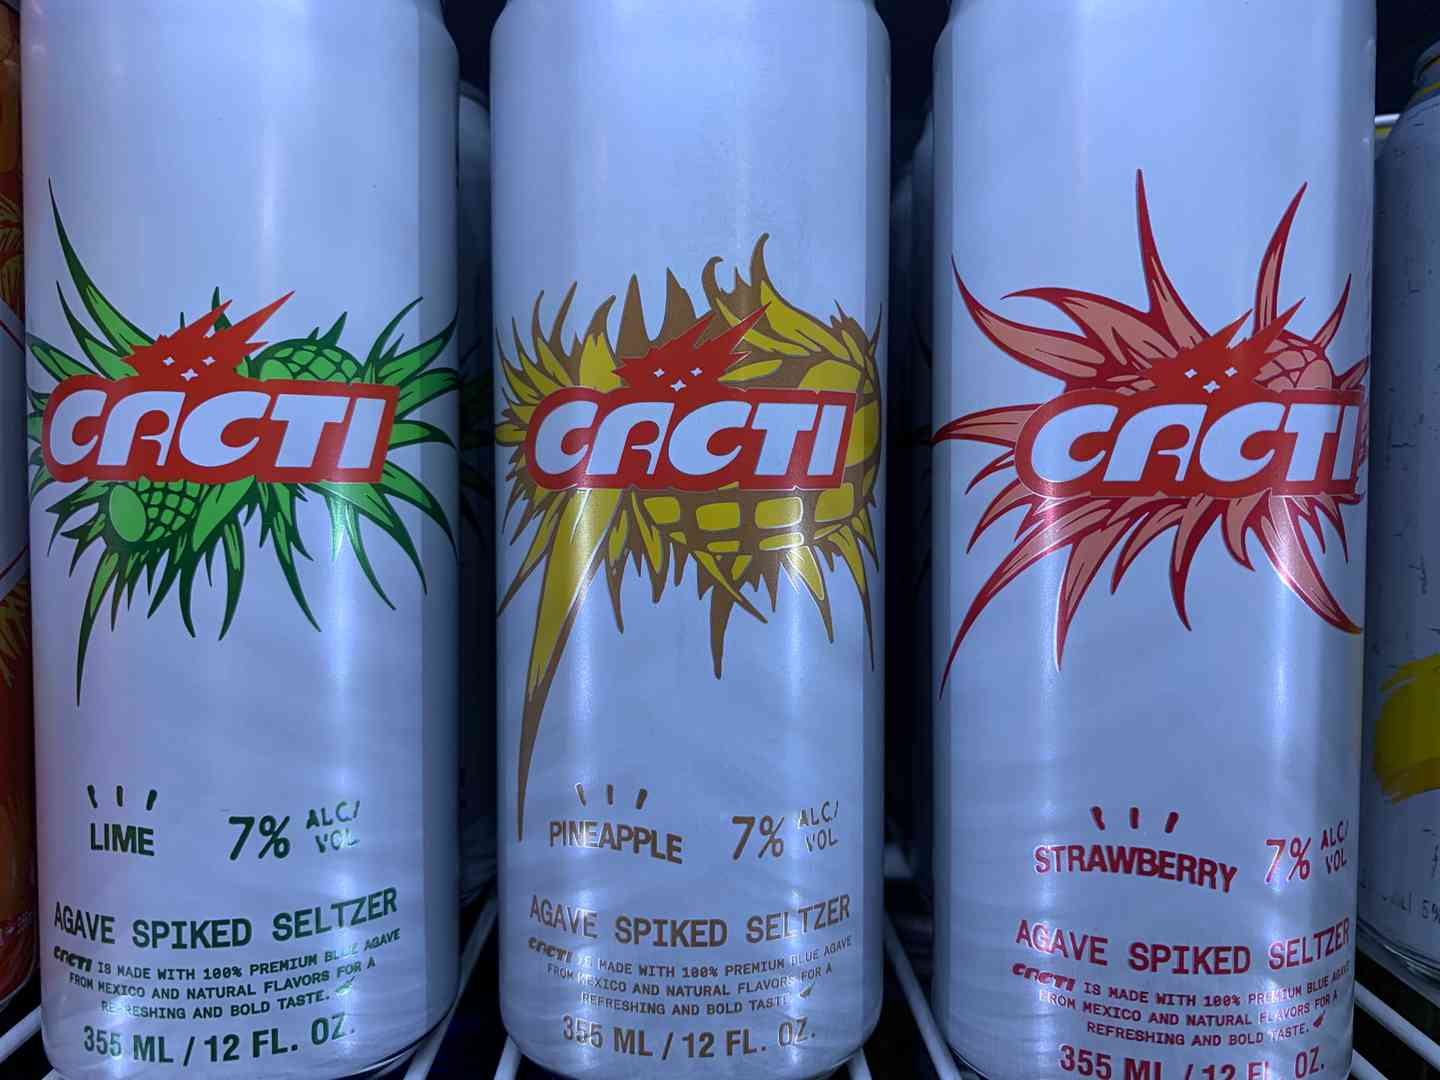 CACTI
LIME
7% ALC/
VOL
AGAVE SPIKED SELTZER
CACTI IS MADE WITH 100% PREMIUM BLUE AGAVE
FROM MEXICO AND NATURAL FLAVORS FOR A
REFRESHING AND BOLD TASTE.
355 ML / 12 FL. OZ.
CACTI
PINEAPPLE
7% ALC/
VOL
AGAVE SPIKED SELTZER
CACTI IS MADE WITH 100% PREMIUM BLUE AGAVE
FROM MEXICO AND NATURAL FLAVORS FOR A
REFRESHING AND BOLD TASTE.
355 ML / 12 FL. OZ.
CACTI
STRAWBERRY
7% ALC/
VOL
AGAVE SPIKED SELTZER
CACTI IS MADE WITH 100% PREMIUM BLUE AGAVE
FROM MEXICO AND NATURAL FLAVORS FOR A
REFRESHING AND BOLD TASTE.
355 ML / 12 FL. OZ.